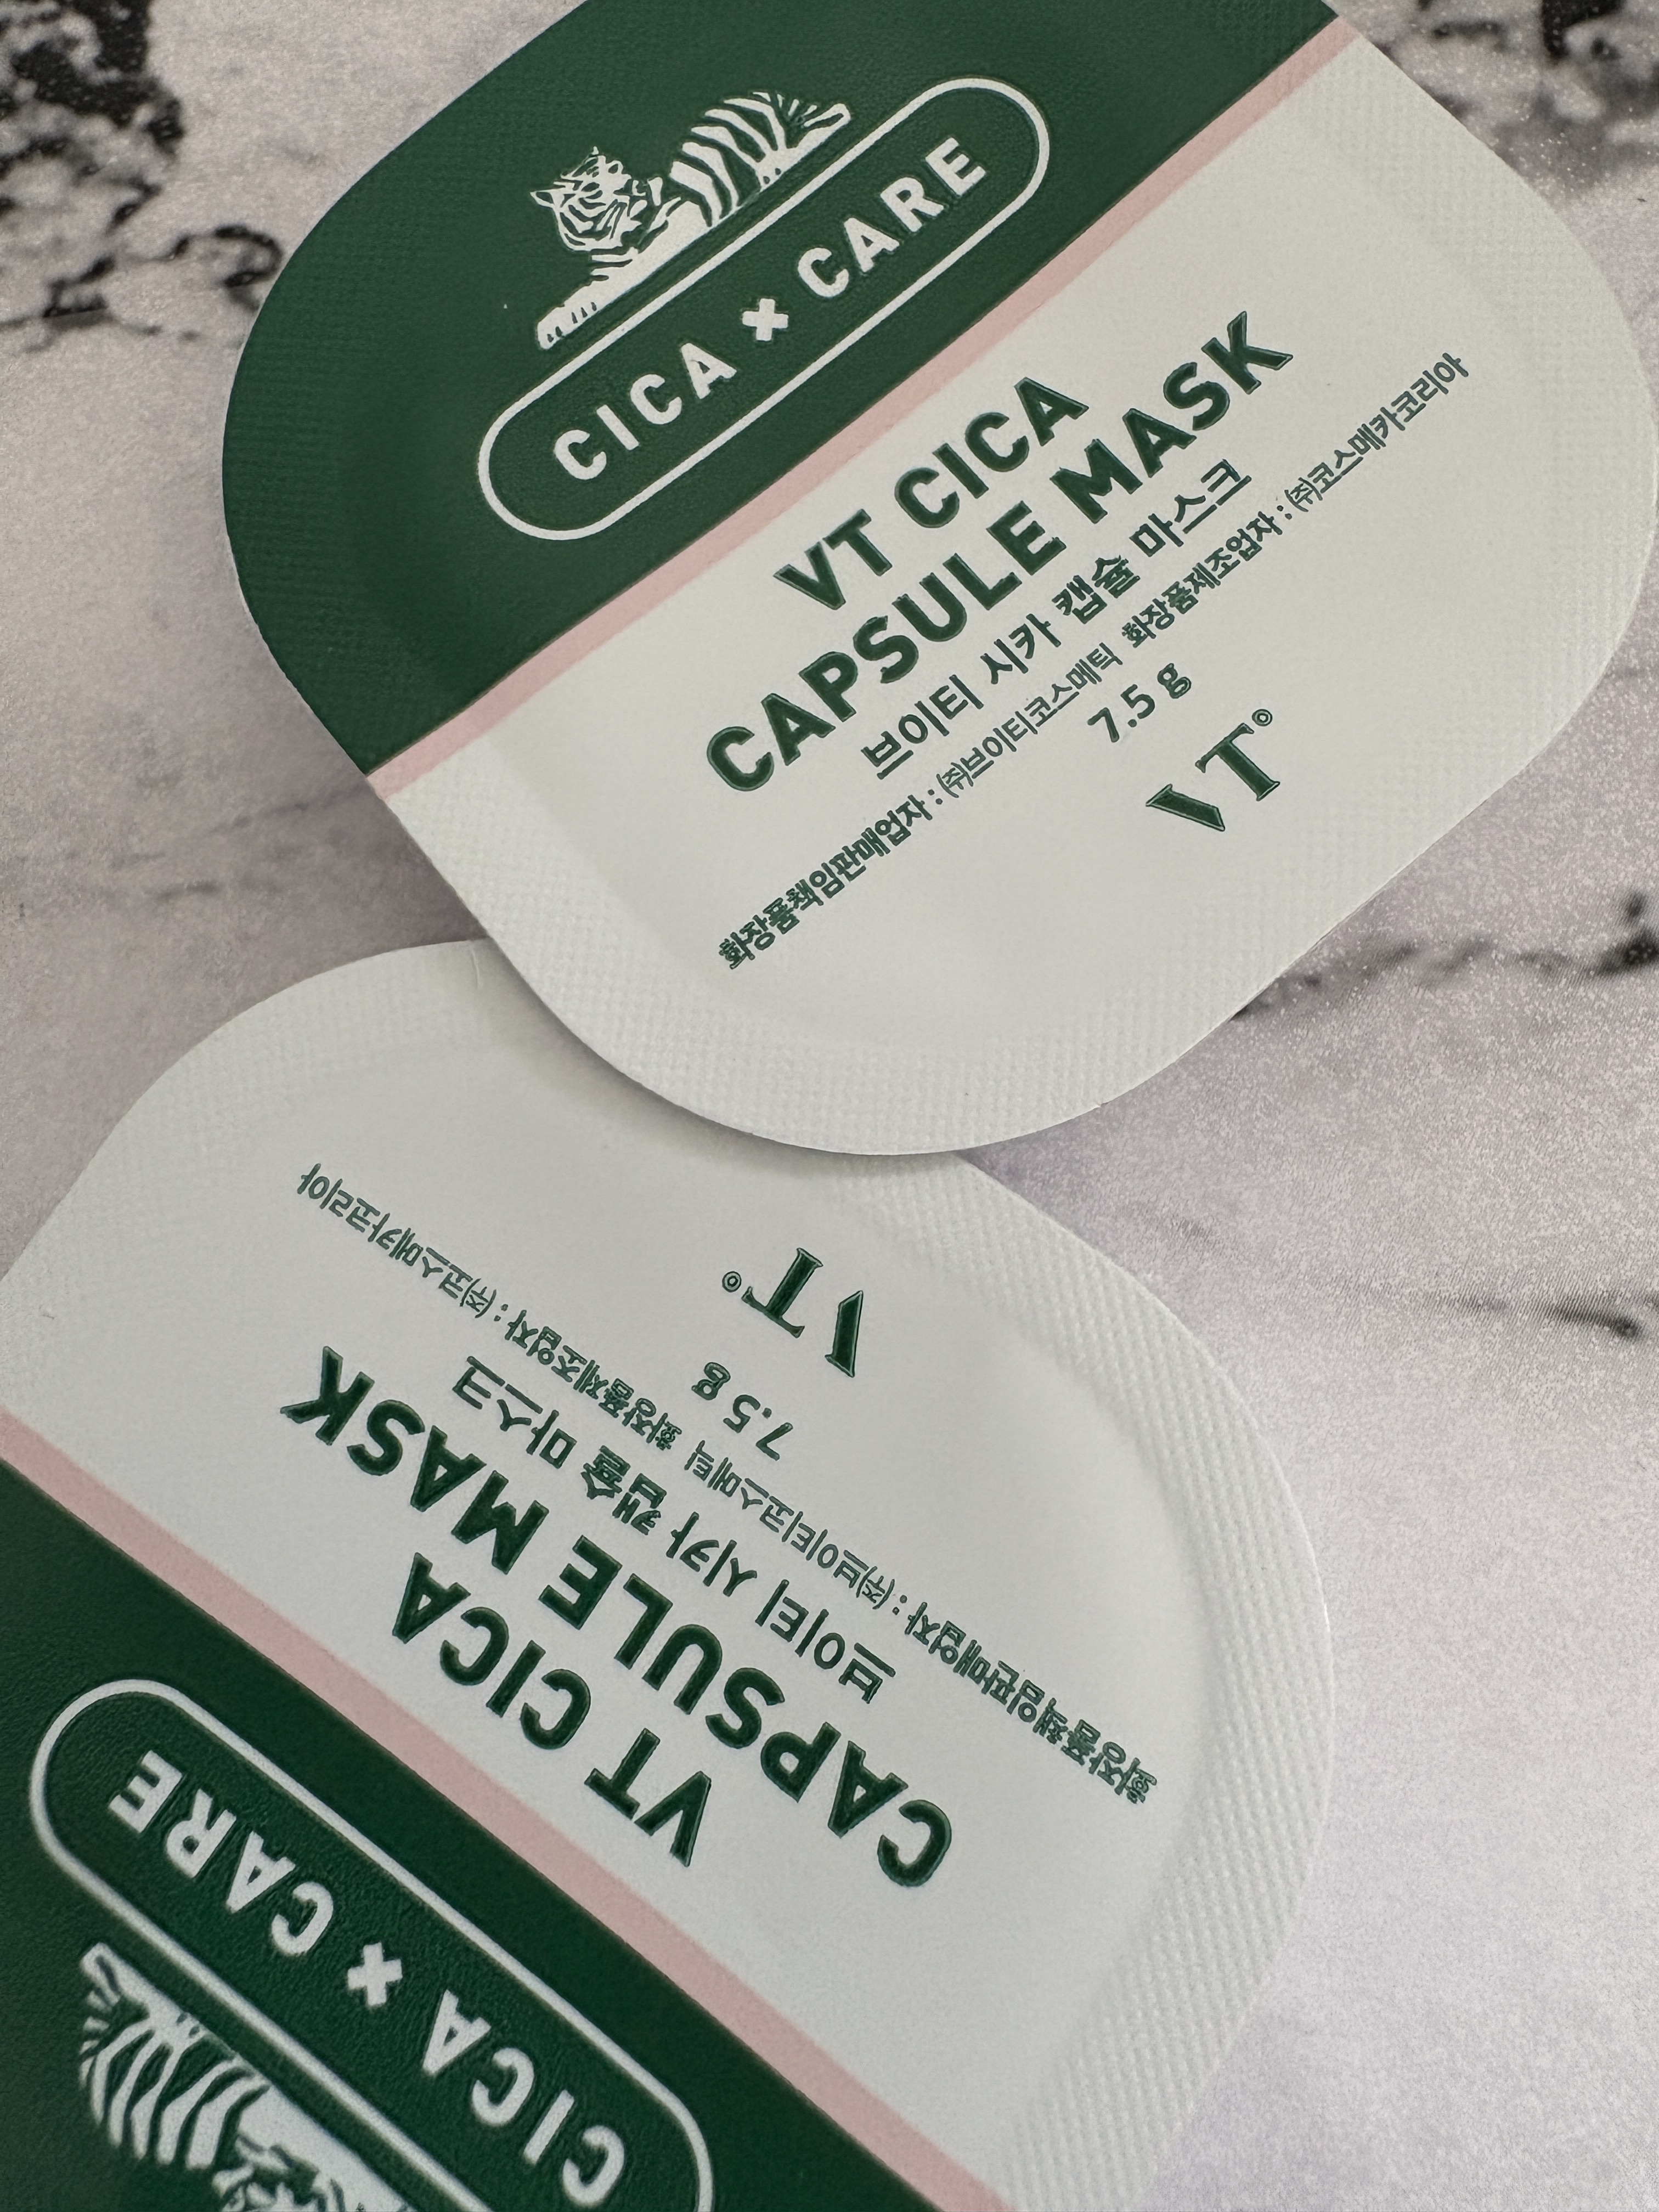 CICA × CARE
VT CICA
CAPSULE MASK
브이티 시카 캡슐 마스크
화장품책임판매업자 : ㈜브이티코스메틱 화장품제조업자 : ㈜코스메카코리아
7.5 g
VT°
CICA × CARE
VT CICA
CAPSULE MASK
브이티 시카 캡슐 마스크
화장품책임판매업자 : ㈜브이티코스메틱 화장품제조업자 : ㈜코스메카코리아
7.5 g
VT°